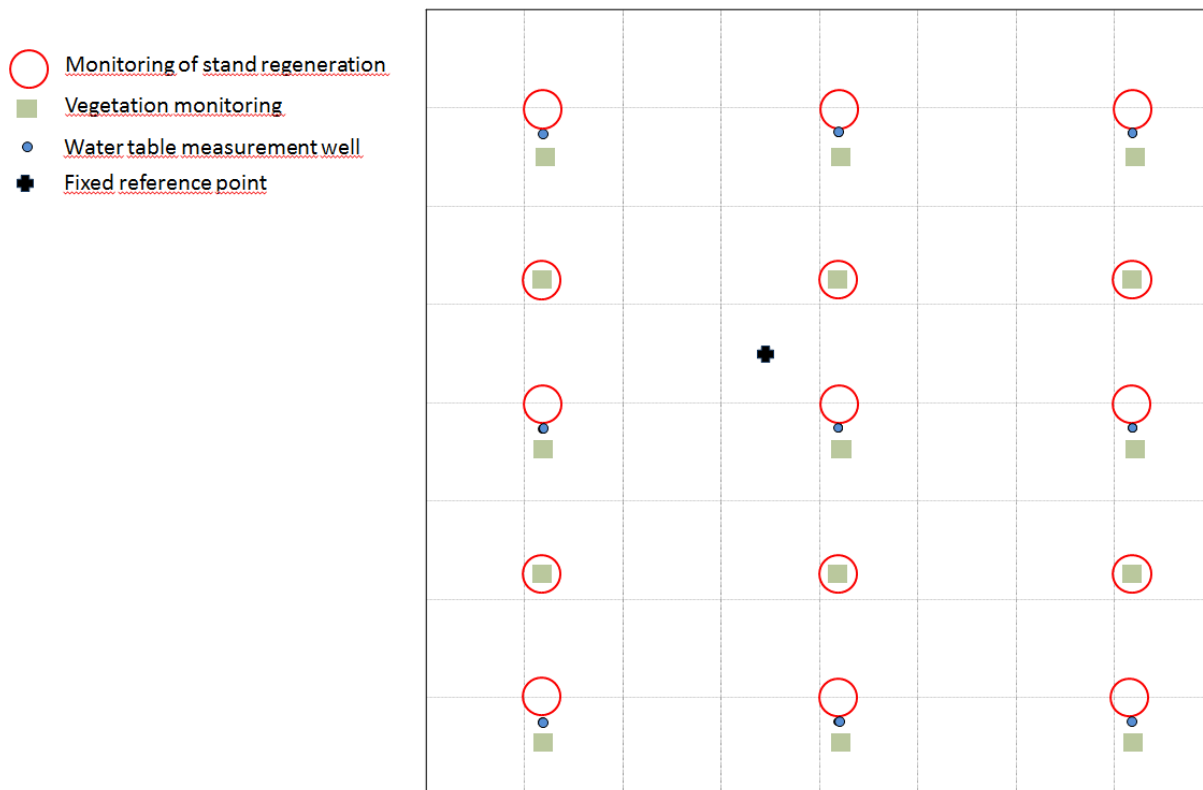 Monitoring of stand regeneration
Vegetation monitoring
Water table measurement well
Fixed reference point